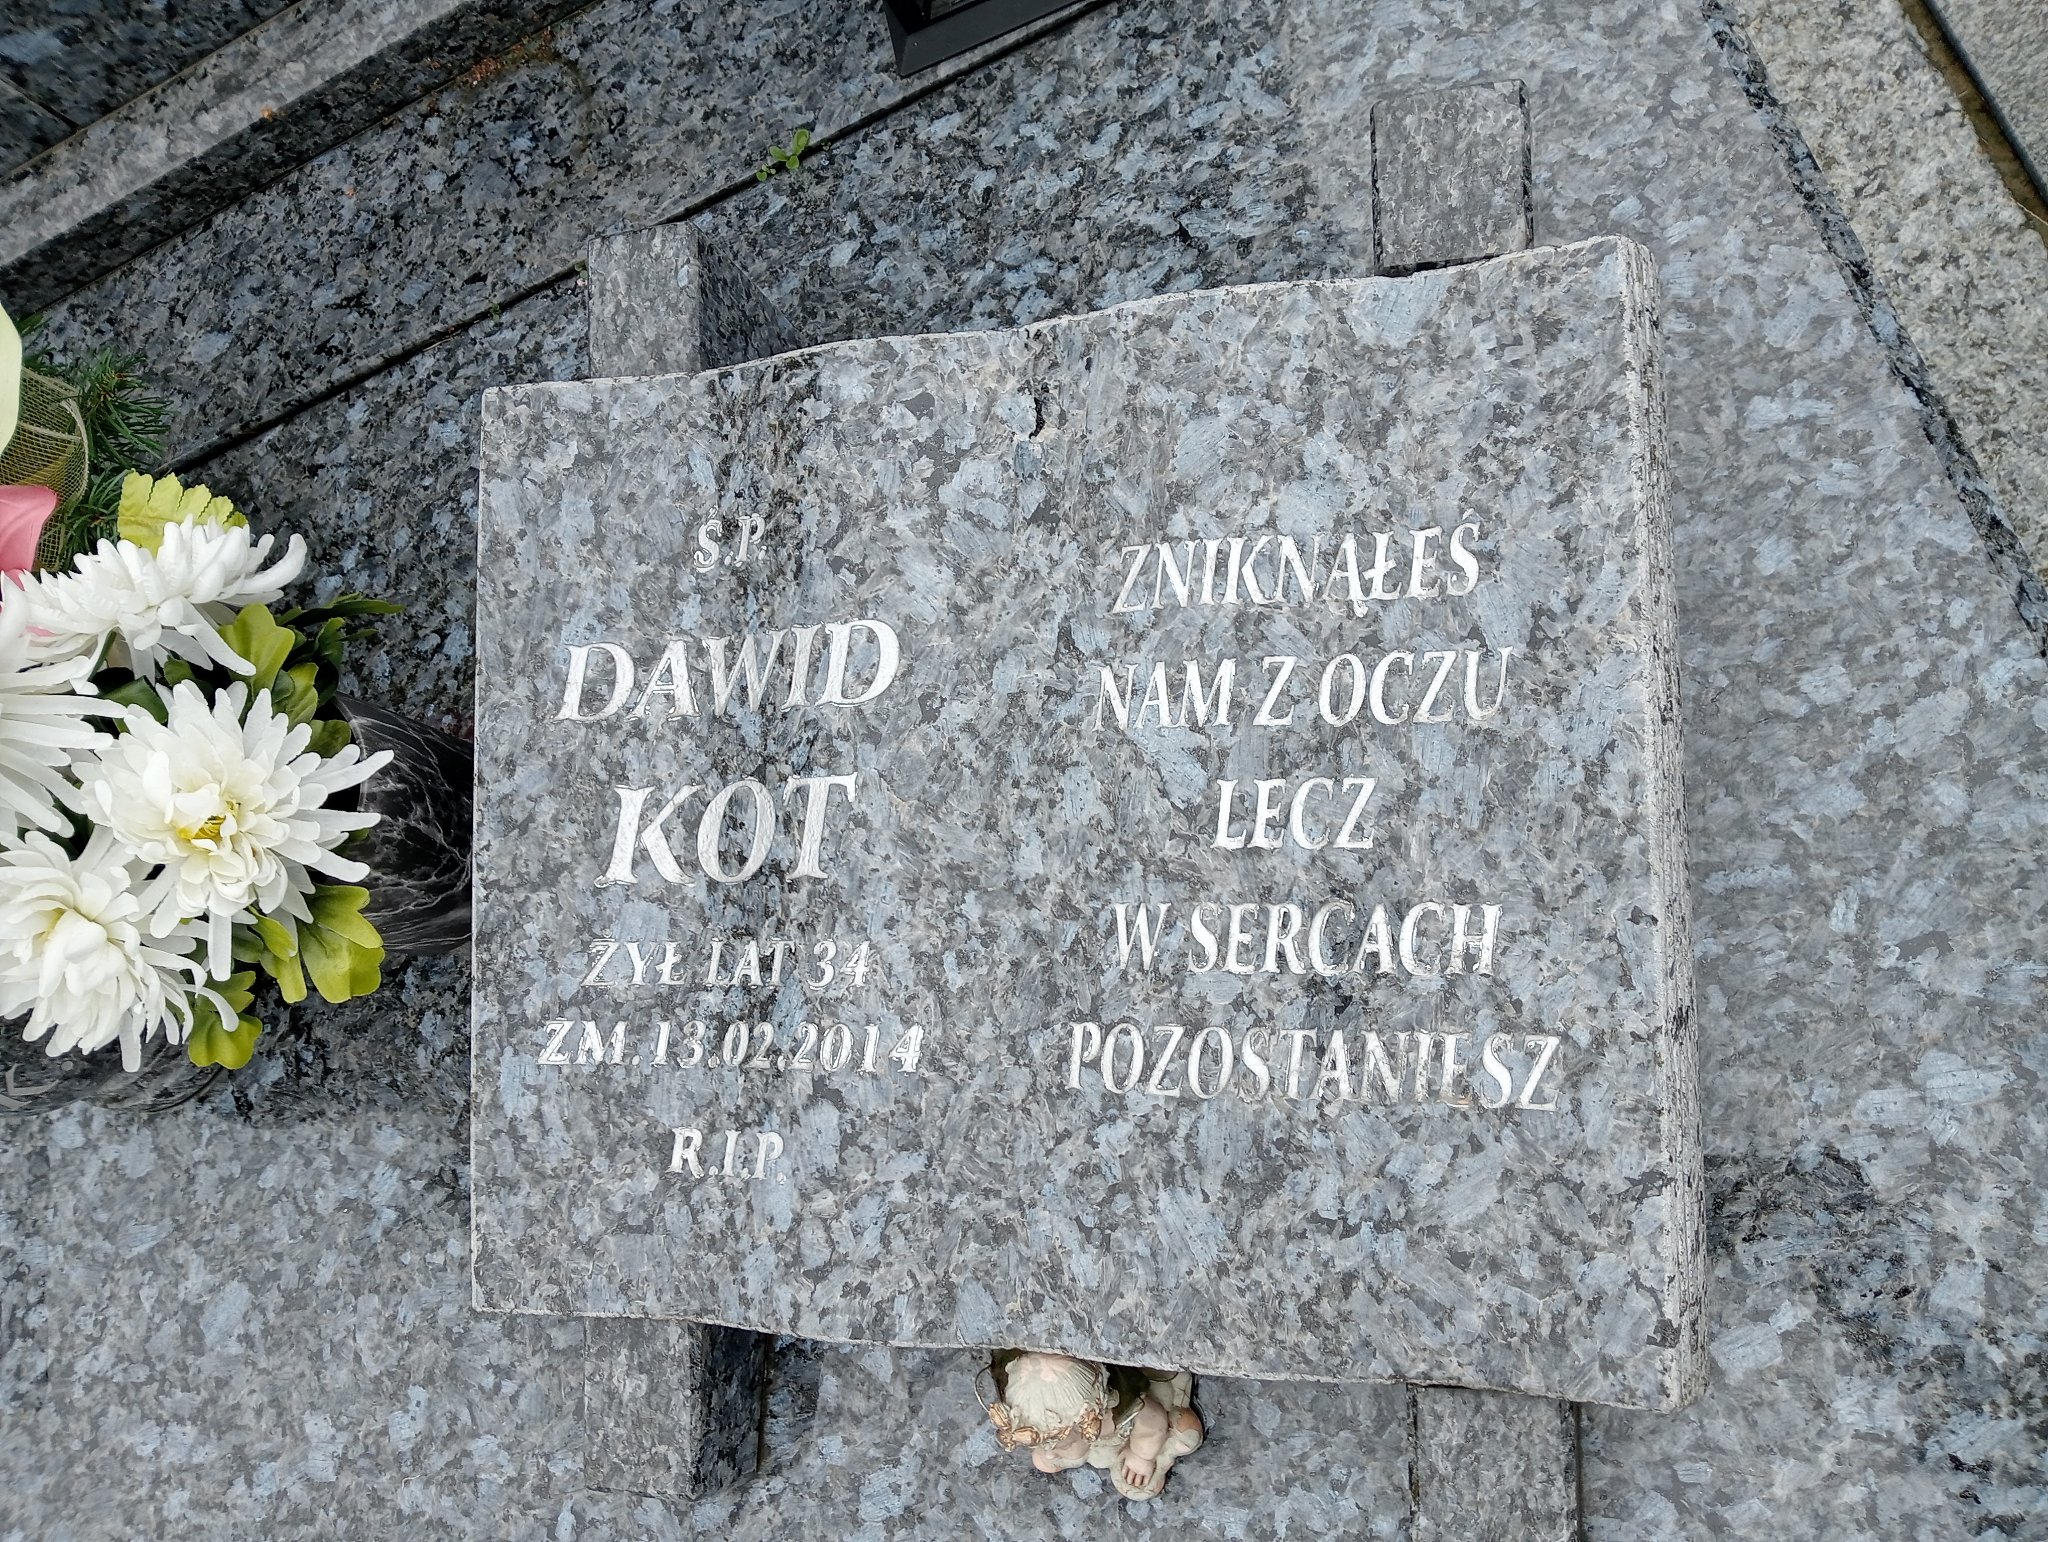 Ś.P.
DAWID
KOT
ŻYŁ LAT 34
ZM. 13.02.2014
R.I.P.
ZNIKNĄŁEŚ
NAM Z OCZU
LECZ
W SERCACH
POZOSTANIESZ